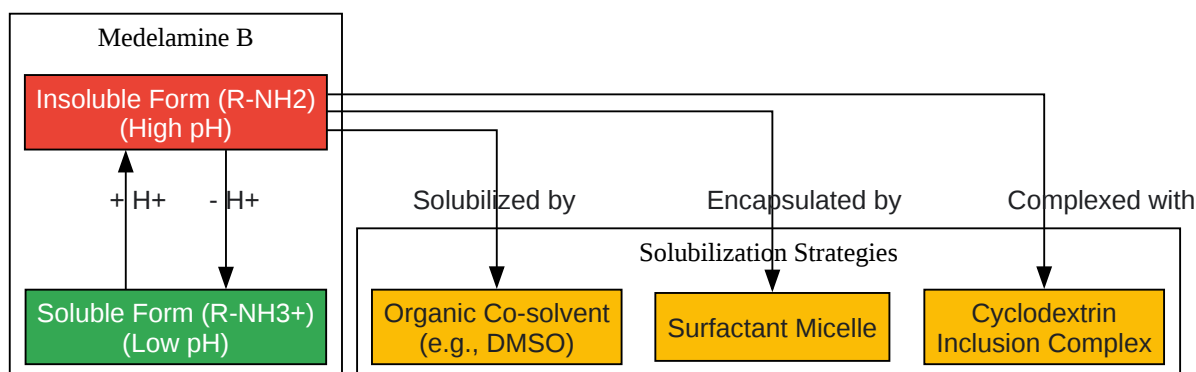 Medelamine B
Insoluble Form (R-NH2)
(High pH)
+ H+
- H+
Solubilized by
Encapsulated by
Complexed with
Solubilization Strategies
Soluble Form (R-NH3+)
(Low pH)
Organic Co-solvent
(e.g., DMSO)
Surfactant Micelle
Cyclodextrin
Inclusion Complex